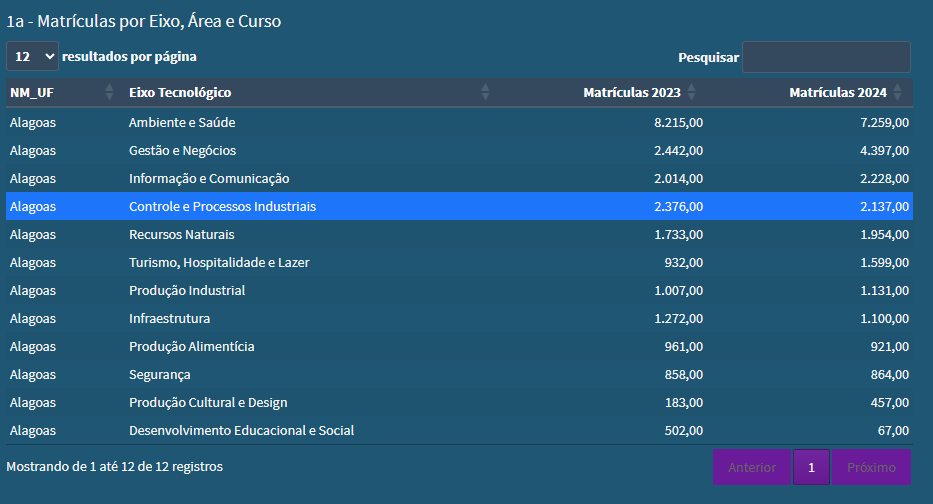 1a - Matrículas por Eixo, Área e Curso
12 resultados por página Pesquisar
NM_UF Eixo Tecnológico Matrículas 2023 Matrículas 2024
Alagoas Ambiente e Saúde 8.215,00 7.259,00
Alagoas Gestão e Negócios 2.442,00 4.397,00
Alagoas Informação e Comunicação 2.014,00 2.228,00
Alagoas Controle e Processos Industriais 2.376,00 2.137,00
Alagoas Recursos Naturais 1.733,00 1.954,00
Alagoas Turismo, Hospitalidade e Lazer 932,00 1.599,00
Alagoas Produção Industrial 1.007,00 1.131,00
Alagoas Infraestrutura 1.272,00 1.100,00
Alagoas Produção Alimentícia 961,00 921,00
Alagoas Segurança 858,00 864,00
Alagoas Produção Cultural e Design 183,00 457,00
Alagoas Desenvolvimento Educacional e Social 502,00 67,00
Mostrando de 1 até 12 de 12 registros Anterior 1 Próximo